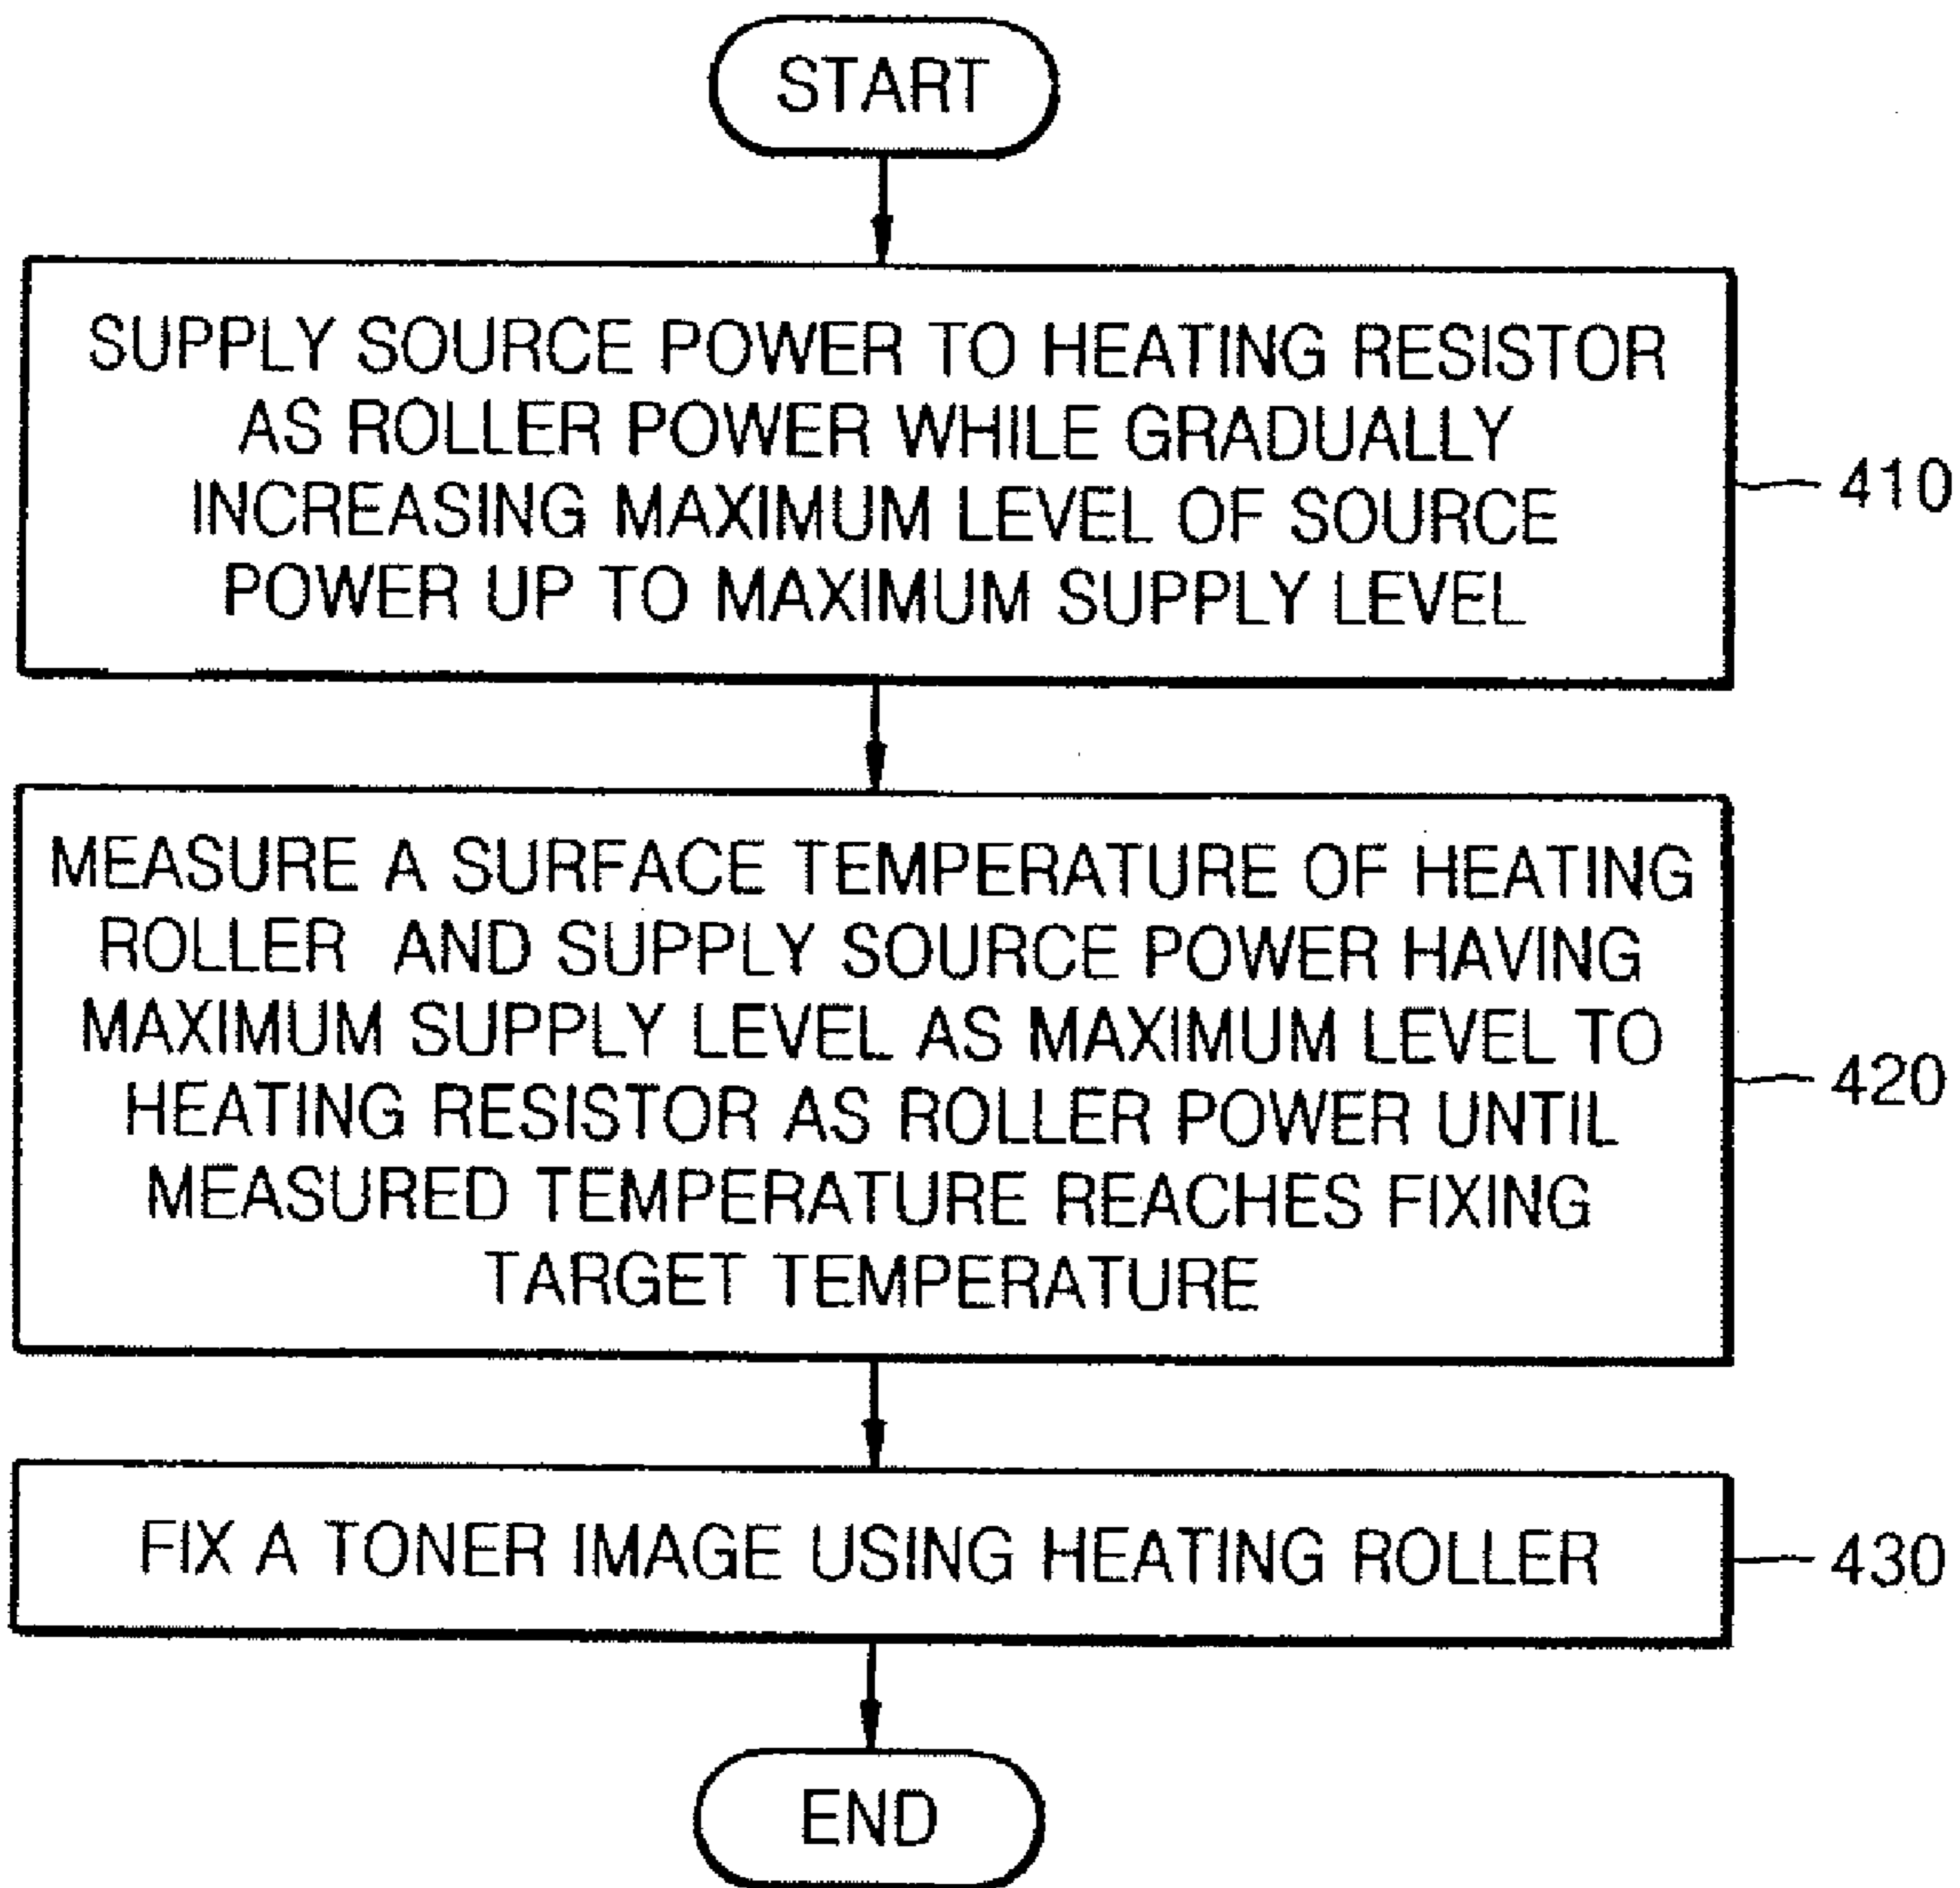 START
SUPPLY SOURCE POWER TO HEATING RESISTOR
AS ROLLER POWER WHILE GRADUALLY
INCREASING MAXIMUM LEVEL OF SOURCE
POWER UP TO MAXIMUM SUPPLY LEVEL
410
MEASURE A SURFACE TEMPERATURE OF HEATING
ROLLER AND SUPPLY SOURCE POWER HAVING
MAXIMUM SUPPLY LEVEL AS MAXIMUM LEVEL TO
HEATING RESISTOR AS ROLLER POWER UNTIL
MEASURED TEMPERATURE REACHES FIXING
TARGET TEMPERATURE
420
FIX A TONER IMAGE USING HEATING ROLLER
430
END